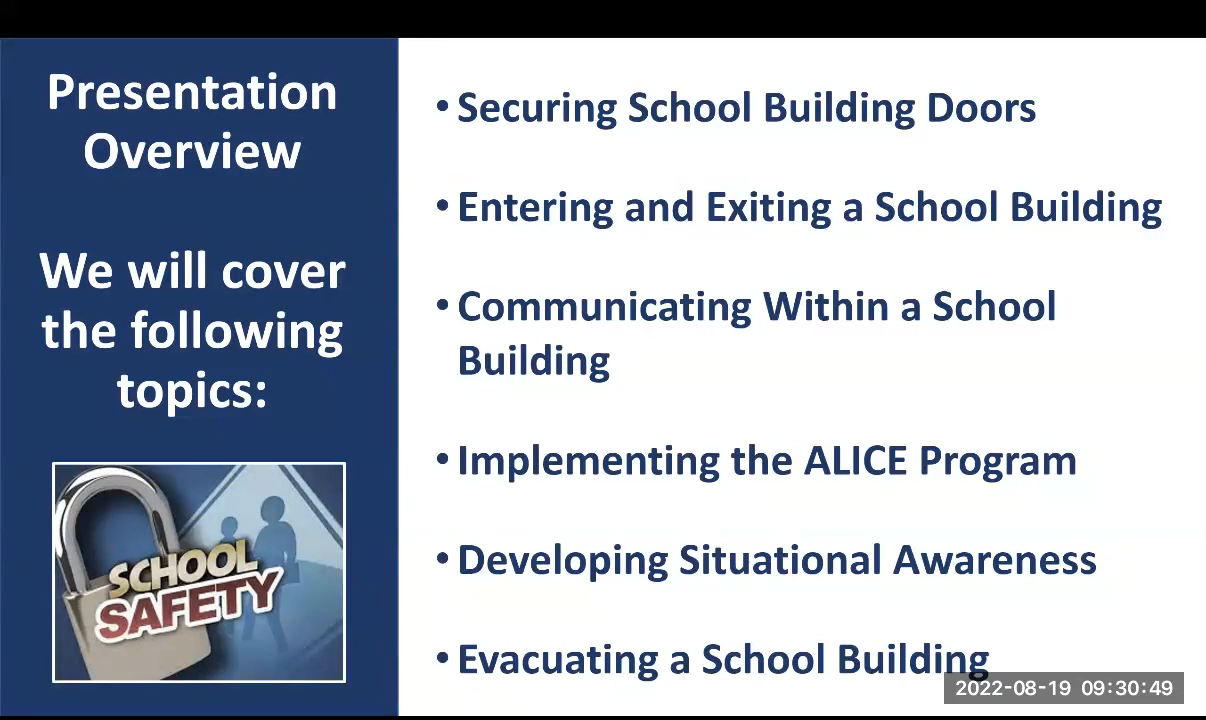 Presentation
Overview
We will cover
the following
topics:
SCHOOL
SAFETY
• Securing School Building Doors
• Entering and Exiting a School Building
• Communicating Within a School
Building
• Implementing the ALICE Program
• Developing Situational Awareness
• Evacuating a School Building
2022-08-19 09:30:49